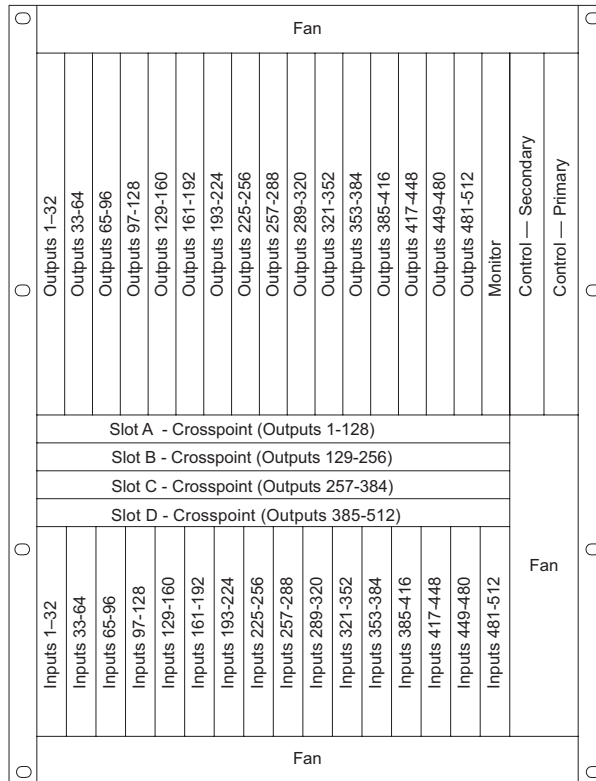 Fan
Outputs 1–32
Outputs 33-64
Outputs 65-96
Outputs 97-128
Outputs 129-160
Outputs 161-192
Outputs 193-224
Outputs 225-256
Outputs 257-288
Outputs 289-320
Outputs 321-352
Outputs 353-384
Outputs 385-416
Outputs 417-448
Outputs 449-480
Outputs 481-512
Monitor
Control — Secondary
Control — Primary
Slot A - Crosspoint (Outputs 1-128)
Slot B - Crosspoint (Outputs 129-256)
Slot C - Crosspoint (Outputs 257-384)
Slot D - Crosspoint (Outputs 385-512)
Inputs 1–32
Inputs 33-64
Inputs 65-96
Inputs 97-128
Inputs 129-160
Inputs 161-192
Inputs 193-224
Inputs 225-256
Inputs 257-288
Inputs 289-320
Inputs 321-352
Inputs 353-384
Inputs 385-416
Inputs 417-448
Inputs 449-480
Inputs 481-512
Fan
Fan